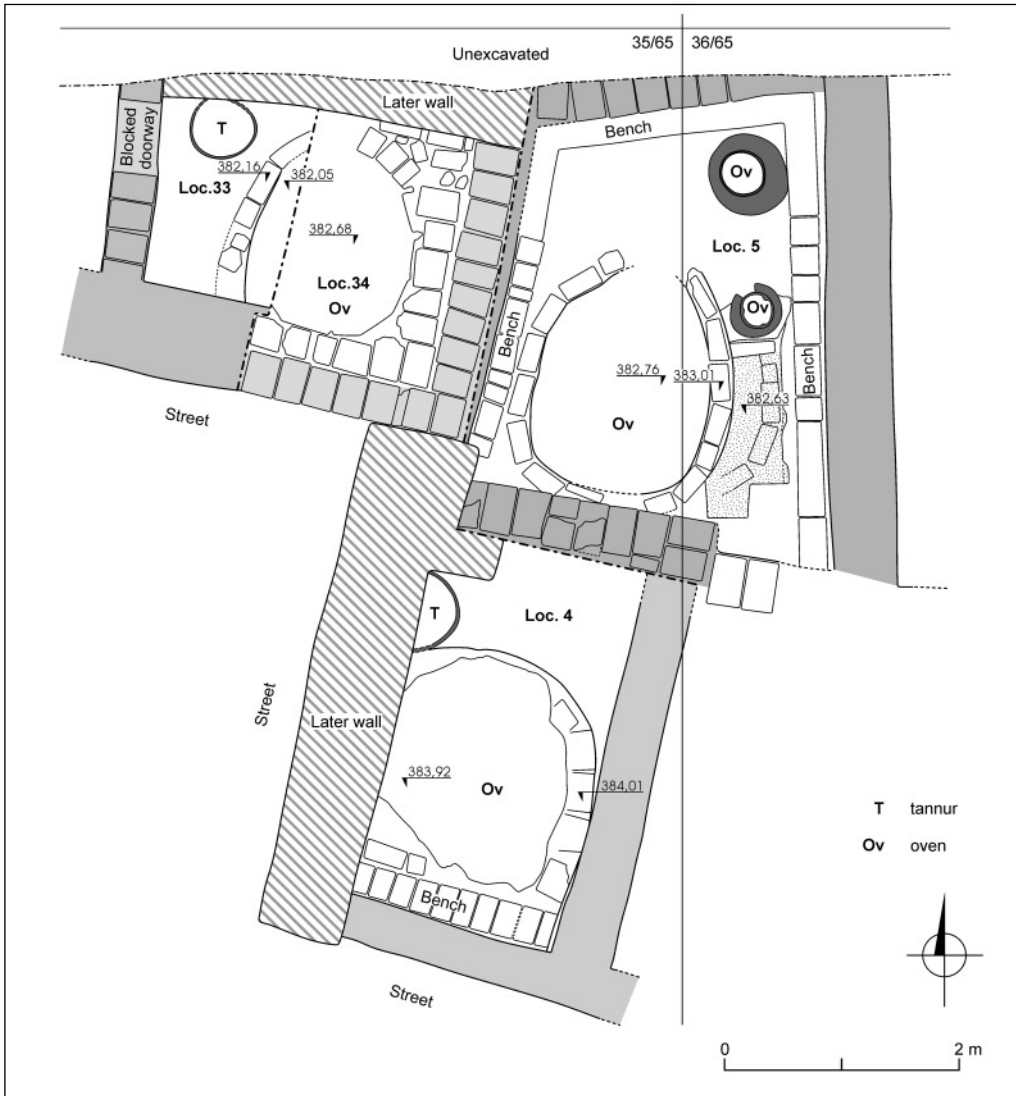 35/65 36/65
Unexcavated
Later wall
Bench
Blocked
doorway
T
Ov
382,16
382,05
Loc.33
382,68
Loc. 5
Loc.34
Ov
Ov
Bench
Bench
382,76
383,01
382,63
Street
Ov
T
Loc. 4
Street
Later wall
383,92
Ov
384,01
T tannur
Ov oven
Bench
Street
0 2 m